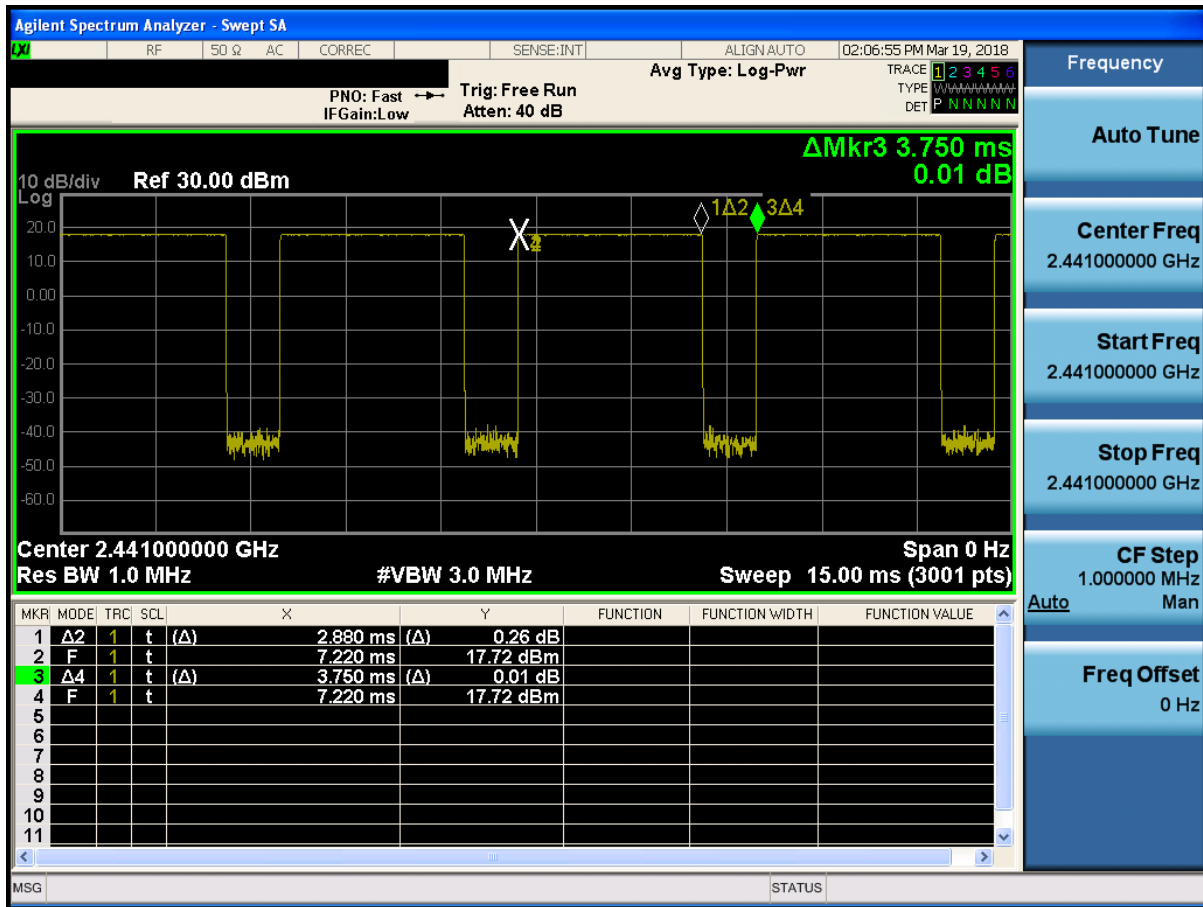 Agilent Spectrum Analyzer - Swept SA
LXI RF 50 Ω AC CORREC SENSE:INT ALIGN AUTO 02:06:55 PM Mar 19, 2018
Avg Type: Log-Pwr
TRACE 1 2 3 4 5 6
PNO: Fast Trig: Free Run
TYPE
IFGain:Low Atten: 40 dB
DET P N N N N N
Frequency
Auto Tune
Center Freq
2.441000000 GHz
Start Freq
2.441000000 GHz
Stop Freq
2.441000000 GHz
CF Step
1.000000 MHz
Auto Man
Freq Offset
0 Hz
ΔMkr3 3.750 ms
0.01 dB
10 dB/div Ref 30.00 dBm
Log
1Δ2 3Δ4
20.0
10.0
0.00
-10.0
-20.0
-30.0
-40.0
-50.0
-60.0
Center 2.441000000 GHz Span 0 Hz
Res BW 1.0 MHz #VBW 3.0 MHz Sweep 15.00 ms (3001 pts)
MKR MODE TRC SCL X Y FUNCTION FUNCTION WIDTH FUNCTION VALUE
1 Δ2 1 t (Δ) 2.880 ms (Δ) 0.26 dB
2 F 1 t 7.220 ms 17.72 dBm
3 Δ4 1 t (Δ) 3.750 ms (Δ) 0.01 dB
4 F 1 t 7.220 ms 17.72 dBm
5
6
7
8
9
10
11
MSG STATUS